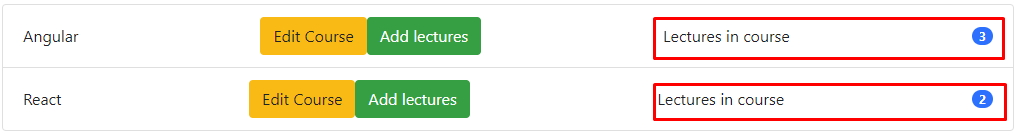 Angular Edit Course Add lectures Lectures in course 3
React Edit Course Add lectures Lectures in course 2